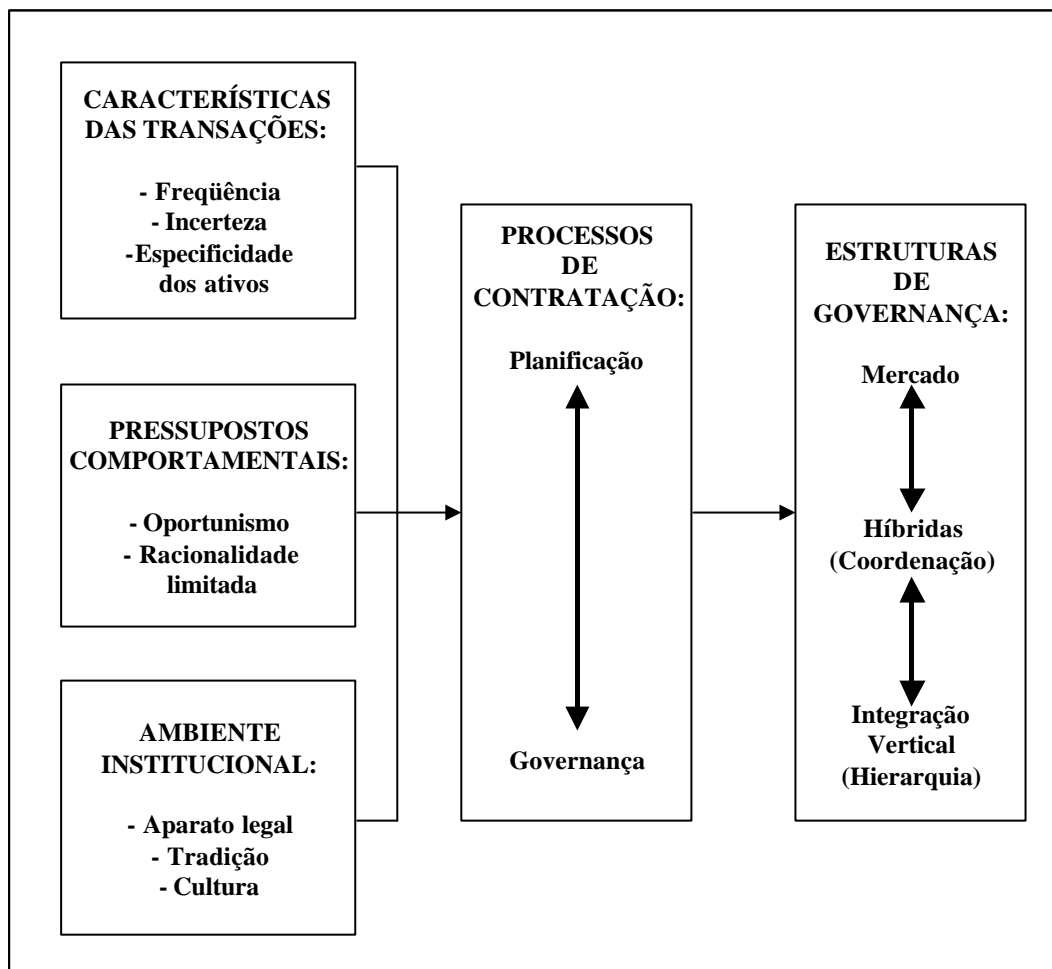 CARACTERÍSTICAS
DAS TRANSAÇÕES:
- Freqüência
- Incerteza
-Especificidade
dos ativos
PRESSUPOSTOS
COMPORTAMENTAIS:
- Oportunismo
- Racionalidade
limitada
AMBIENTE
INSTITUCIONAL:
- Aparato legal
- Tradição
- Cultura
PROCESSOS
DE
CONTRATAÇÃO:
Planificação
Governança
ESTRUTURAS
DE
GOVERNANÇA:
Mercado
Híbridas
(Coordenação)
Integração
Vertical
(Hierarquia)